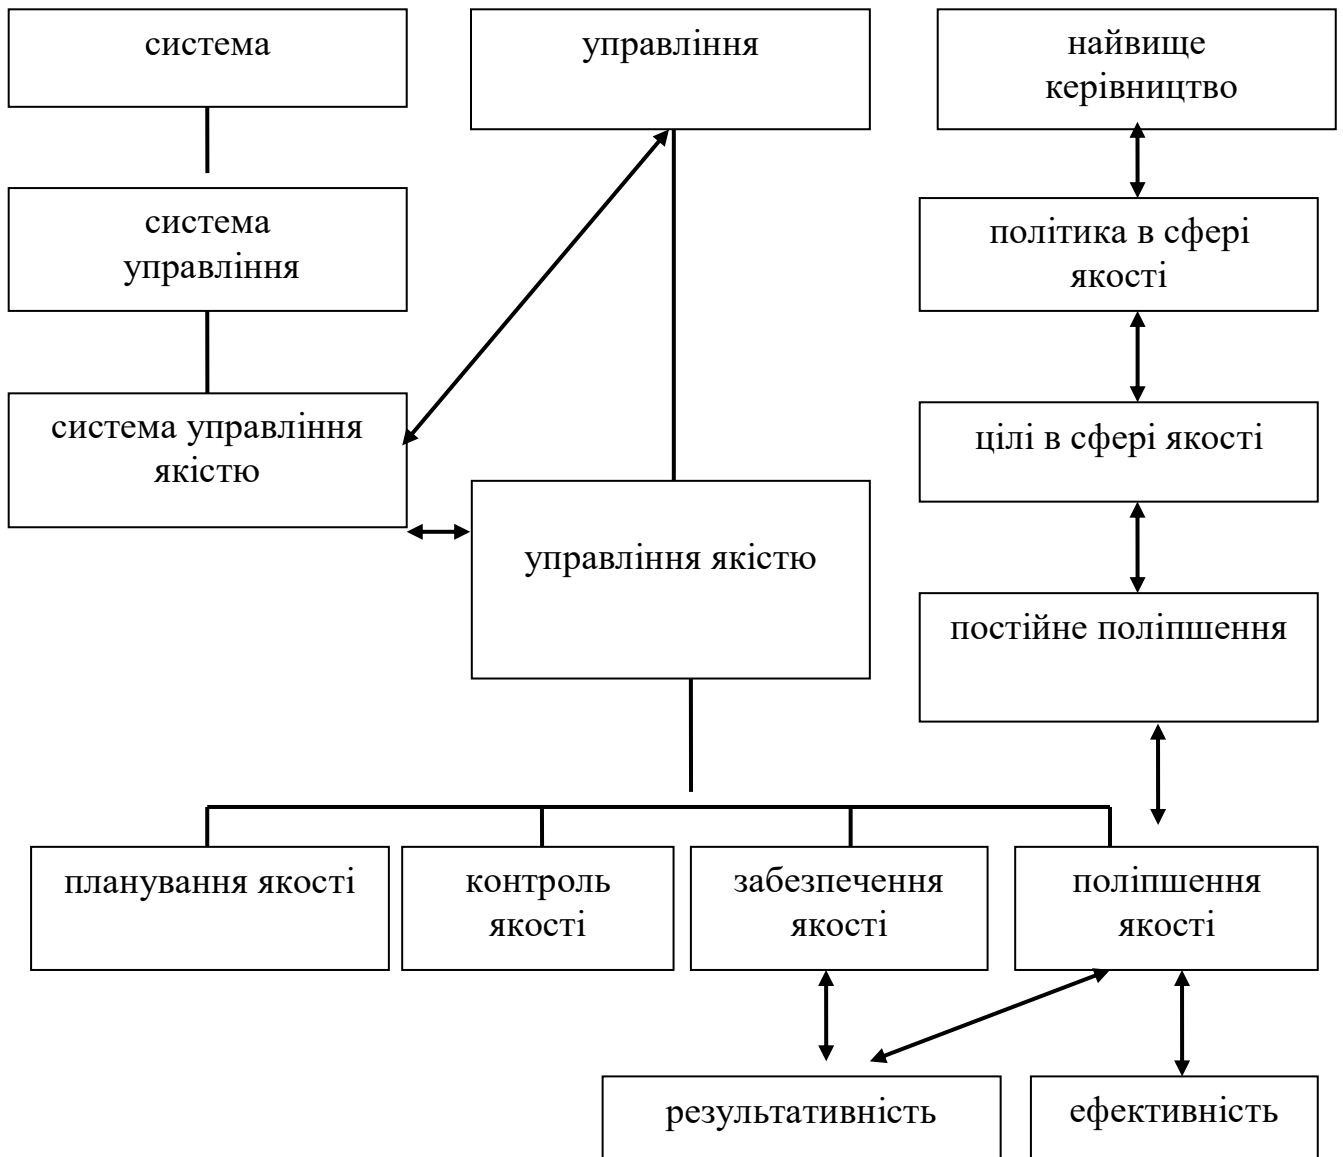 система
управління
найвище
керівництво
система
управління
політика в сфері
якості
система управління
якістю
цілі в сфері якості
управління якістю
постійне поліпшення
планування якості
контроль
якості
забезпечення
якості
поліпшення
якості
результативність
ефективність